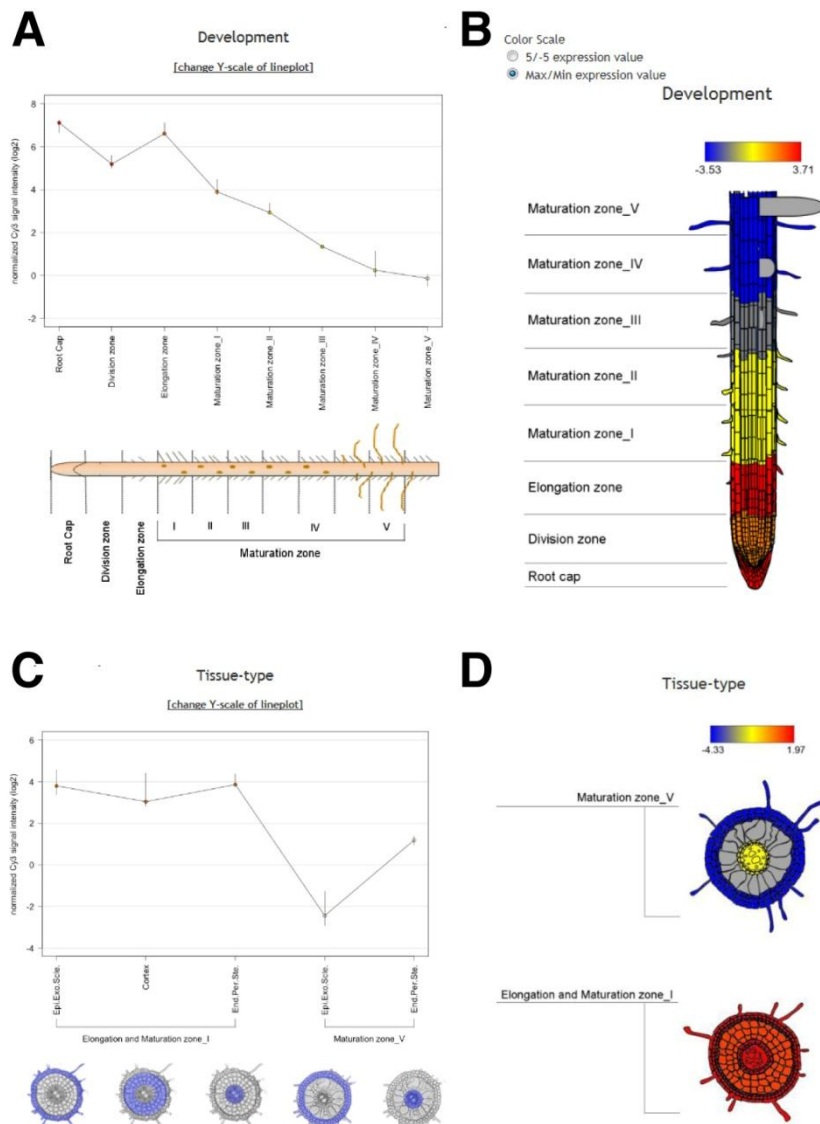 A
Development
[change Y-scale of lineplot]
normalized Cy3 signal intensity (log2)
8
6
4
2
0
-2
Root Cap
Division zone
Elongation zone
Maturation zone_I
Maturation zone_II
Maturation zone_III
Maturation zone_IV
Maturation zone_V
Root Cap
Division zone
Elongation zone
I
II
III
IV
V
Maturation zone
B
Color Scale
5/-5 expression value
Max/Min expression value
Development
-3.53
3.71
Maturation zone_V
Maturation zone_IV
Maturation zone_III
Maturation zone_II
Maturation zone_I
Elongation zone
Division zone
Root cap
C
Tissue-type
[change Y-scale of lineplot]
normalized Cy3 signal intensity (log2)
6
4
2
0
-2
-4
Epi.Exo.Scle.
Cortex
End.Per.Ste.
Epi.Exo.Scle.
End.Per.Ste.
Elongation and Maturation zone_I
Maturation zone_V
D
Tissue-type
-4.33
1.97
Maturation zone_V
Elongation and Maturation zone_I